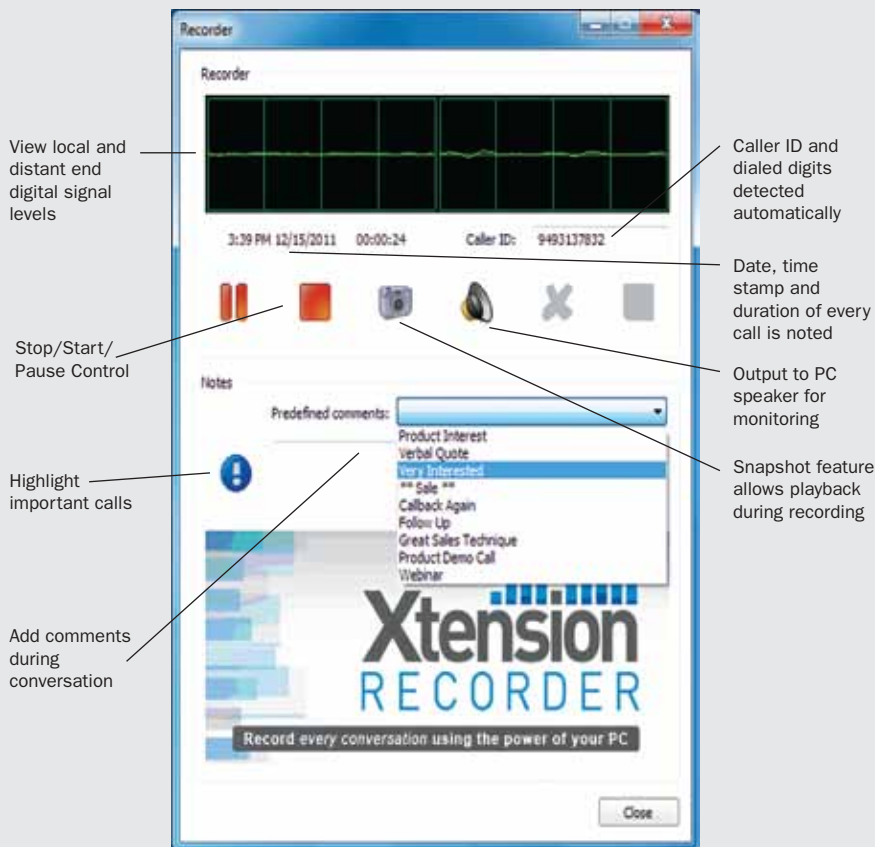 Recorder
Recorder
View local and
distant end
digital signal
levels
Caller ID and
dialed digits
detected
automatically
3:39 PM 12/15/2011 00:00:24 Caller ID: 9493137832
Date, time
stamp and
duration of every
call is noted
Stop/Start/
Pause Control
Output to PC
speaker for
monitoring
Notes
Predefined comments:
Product Interest
Verbal Quote
Very Interested
** Sale **
Callback Again
Follow Up
Great Sales Technique
Product Demo Call
Webinar
Highlight
important calls
Snapshot feature
allows playback
during recording
Add comments
during
conversation
Xtension
RECORDER
Record every conversation using the power of your PC
Close